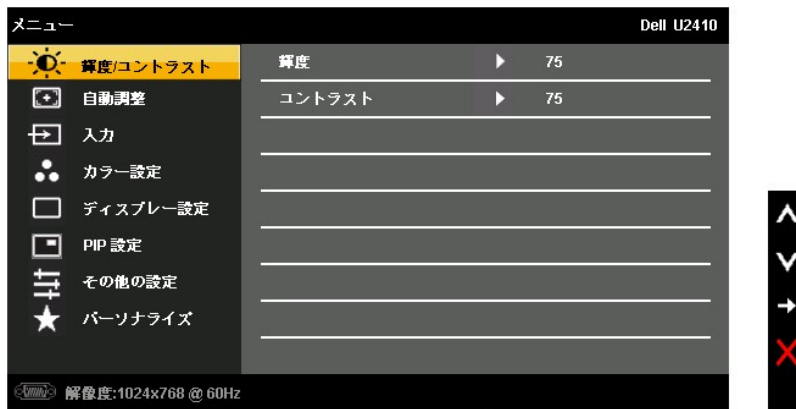 メニュー Dell U2410
輝度/コントラスト
輝度 75
自動調整
コントラスト 75
入力
カラー設定
ディスプレー設定
PIP 設定
その他の設定
パーソナライズ
解像度:1024x768 @ 60Hz